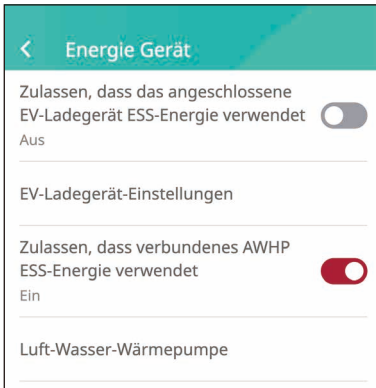 Energie Gerät
Zulassen, dass das angeschlossene
EV-Ladegerät ESS-Energie verwendet
Aus
EV-Ladegerät-Einstellungen
Zulassen, dass verbundenes AWHP
ESS-Energie verwendet
Ein
Luft-Wasser-Wärmepumpe